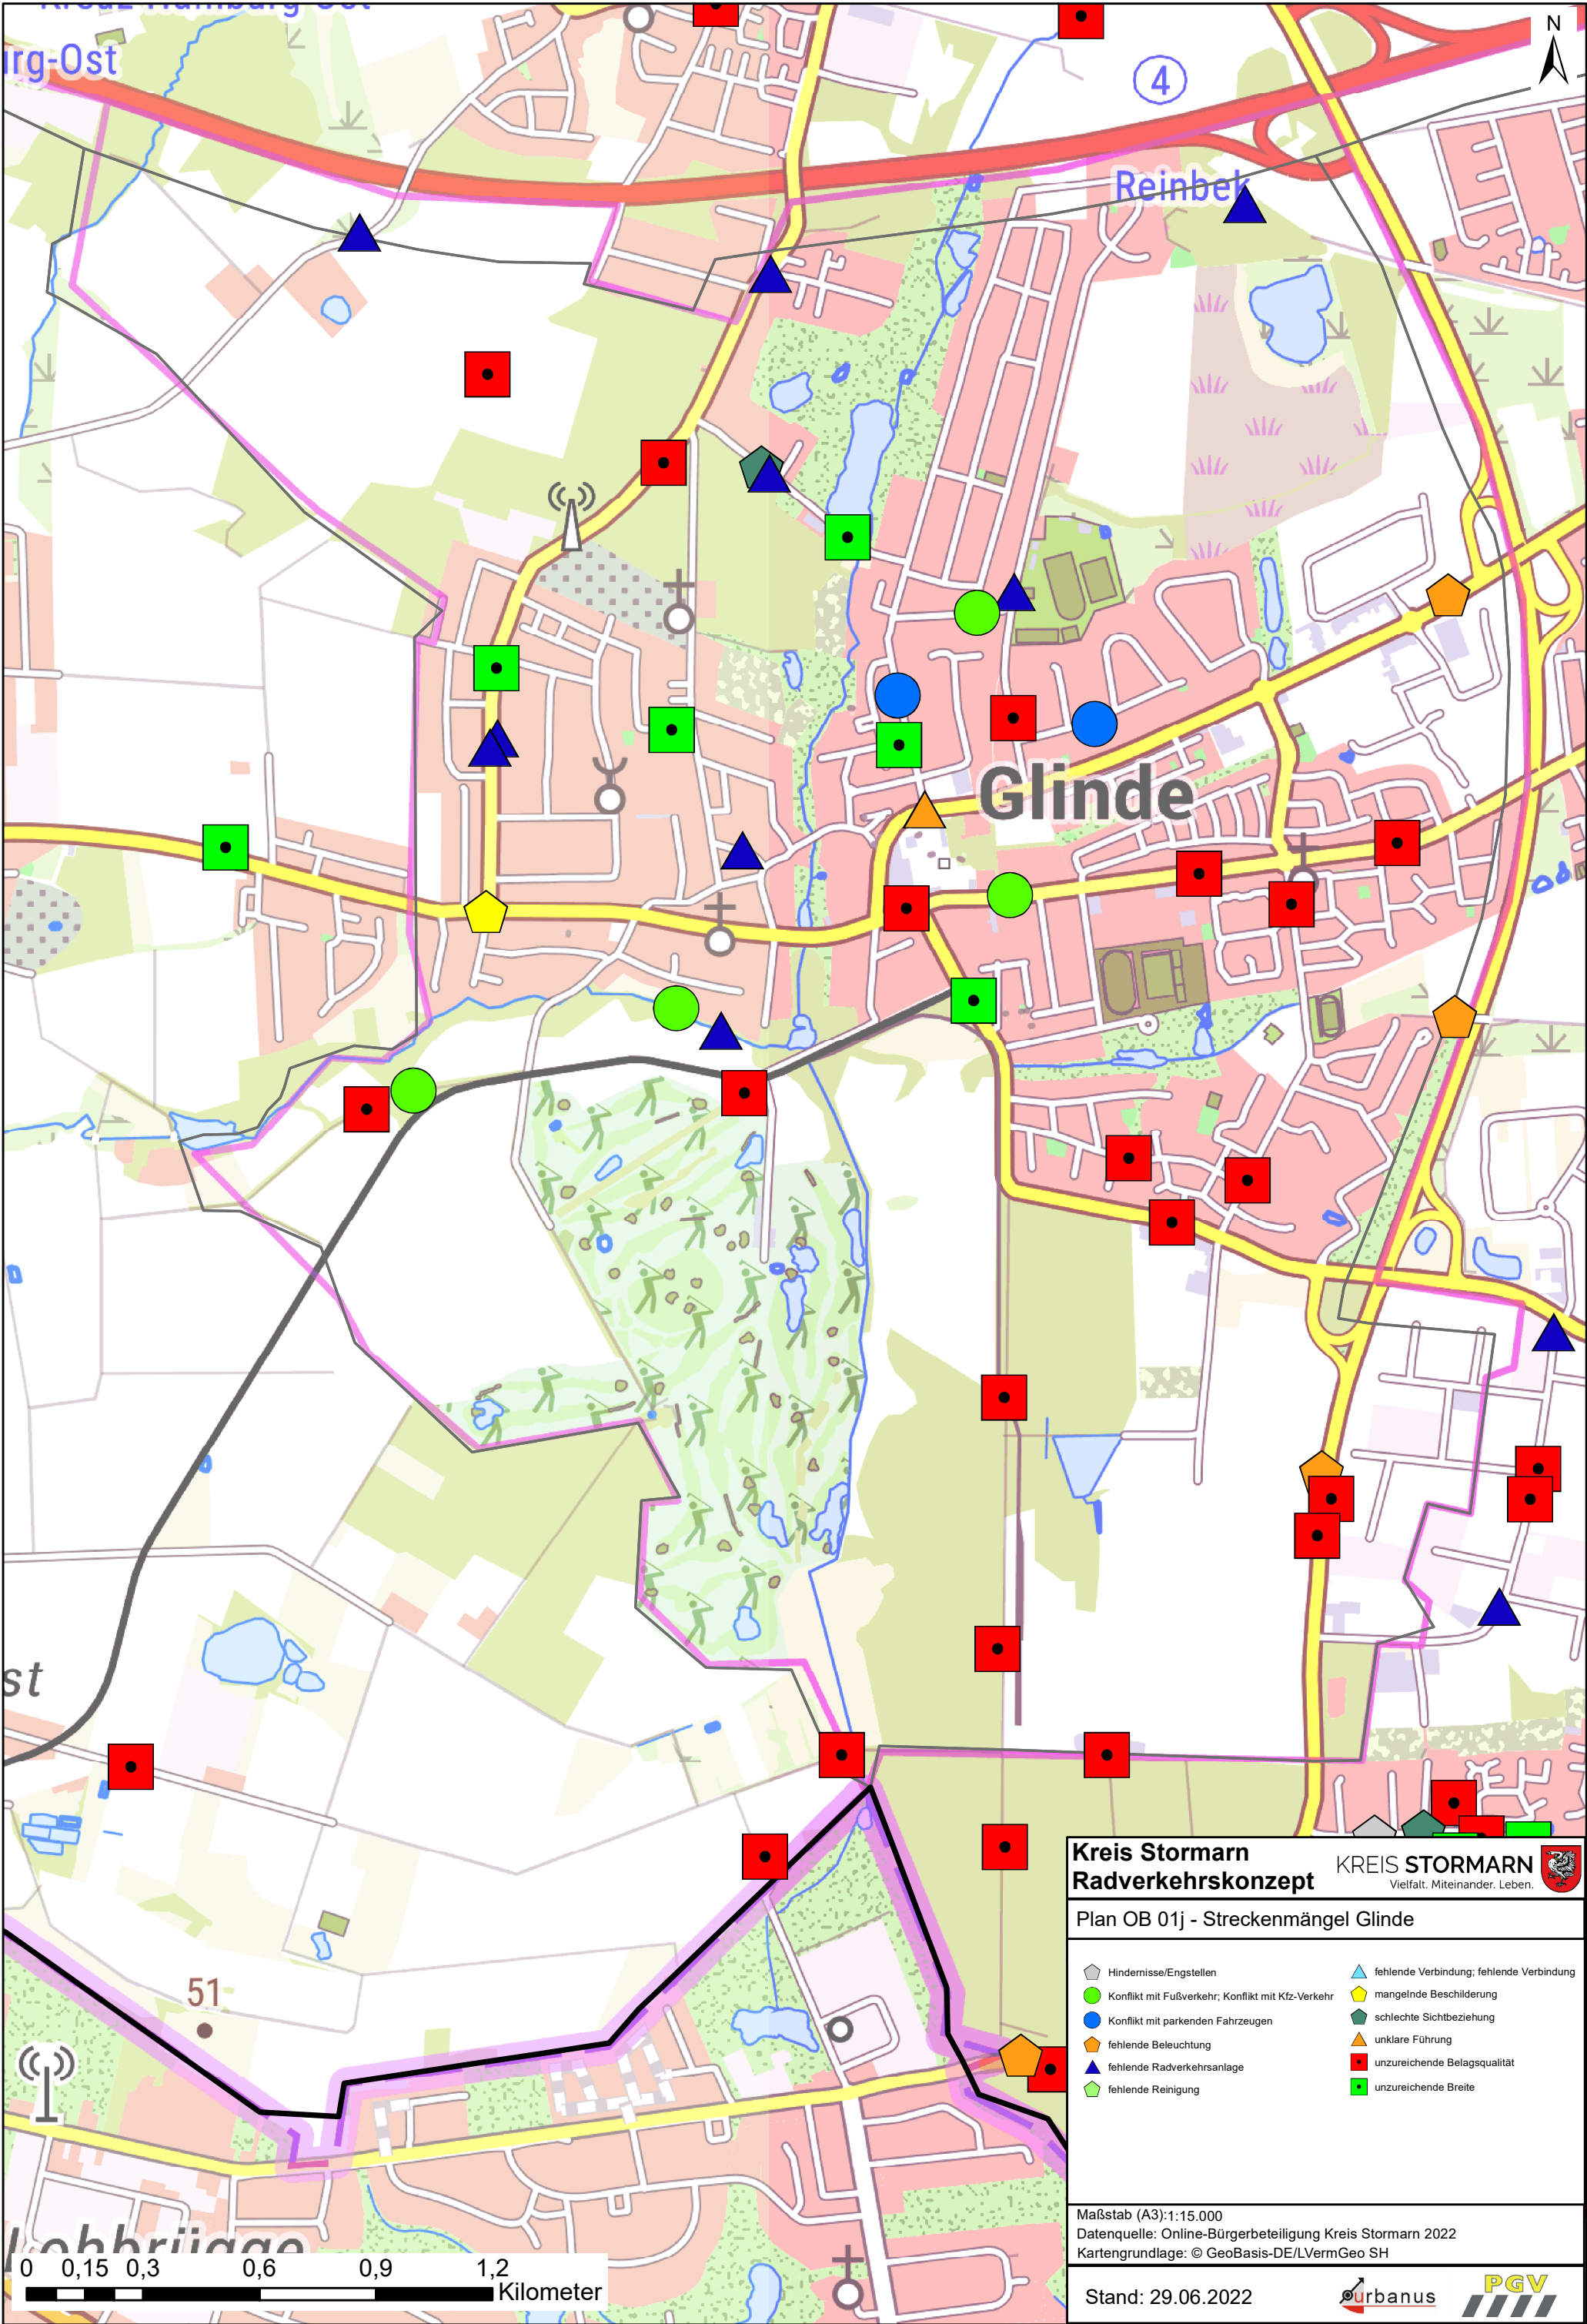 urg-Ost
4
N
Reinbek
Glinde
st
51
Lohbrügge
0 0,15 0,3 0,6 0,9 1,2
Kilometer
Kreis Stormarn
Radverkehrskonzept
KREIS STORMARN
Vielfalt. Miteinander. Leben.
Plan OB 01j - Streckenmängel Glinde
Hindernisse/Engstellen
Konflikt mit Fußverkehr; Konflikt mit Kfz-Verkehr
Konflikt mit parkenden Fahrzeugen
fehlende Beleuchtung
fehlende Radverkehrsanlage
fehlende Reinigung
fehlende Verbindung; fehlende Verbindung
mangelnde Beschilderung
schlechte Sichtbeziehung
unklare Führung
unzureichende Belagsqualität
unzureichende Breite
Maßstab (A3):1:15.000
Datenquelle: Online-Bürgerbeteiligung Kreis Stormarn 2022
Kartengrundlage: © GeoBasis-DE/LVermGeo SH
Stand: 29.06.2022
urbanus
PGV